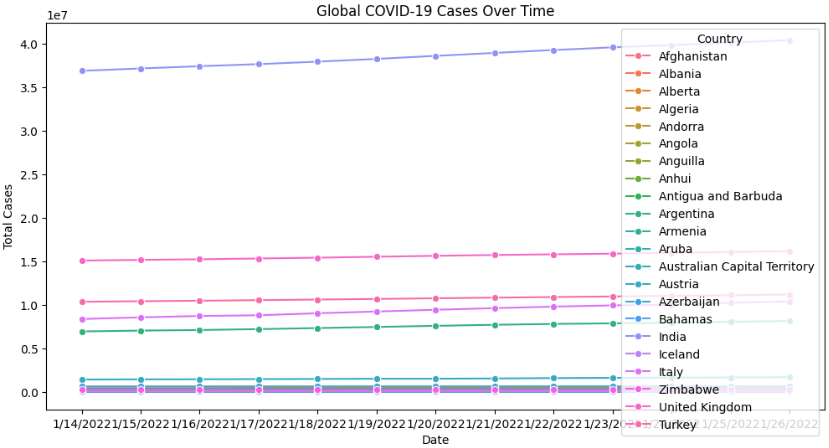 Global COVID-19 Cases Over Time
1e7
Country
Afghanistan
Albania
Alberta
Algeria
Andorra
Angola
Anguilla
Anhui
Antigua and Barbuda
Argentina
Armenia
Aruba
Australian Capital Territory
Austria
Azerbaijan
Bahamas
India
Iceland
Italy
Zimbabwe
United Kingdom
Turkey
4.0
3.5
3.0
2.5
2.0
1.5
1.0
0.5
0.0
Total Cases
1/14/2022 1/15/2022 1/16/2022 1/17/2022 1/18/2022 1/19/2022 1/20/2022 1/21/2022 1/22/2022 1/23/2022 1/25/2022 1/26/2022
Date